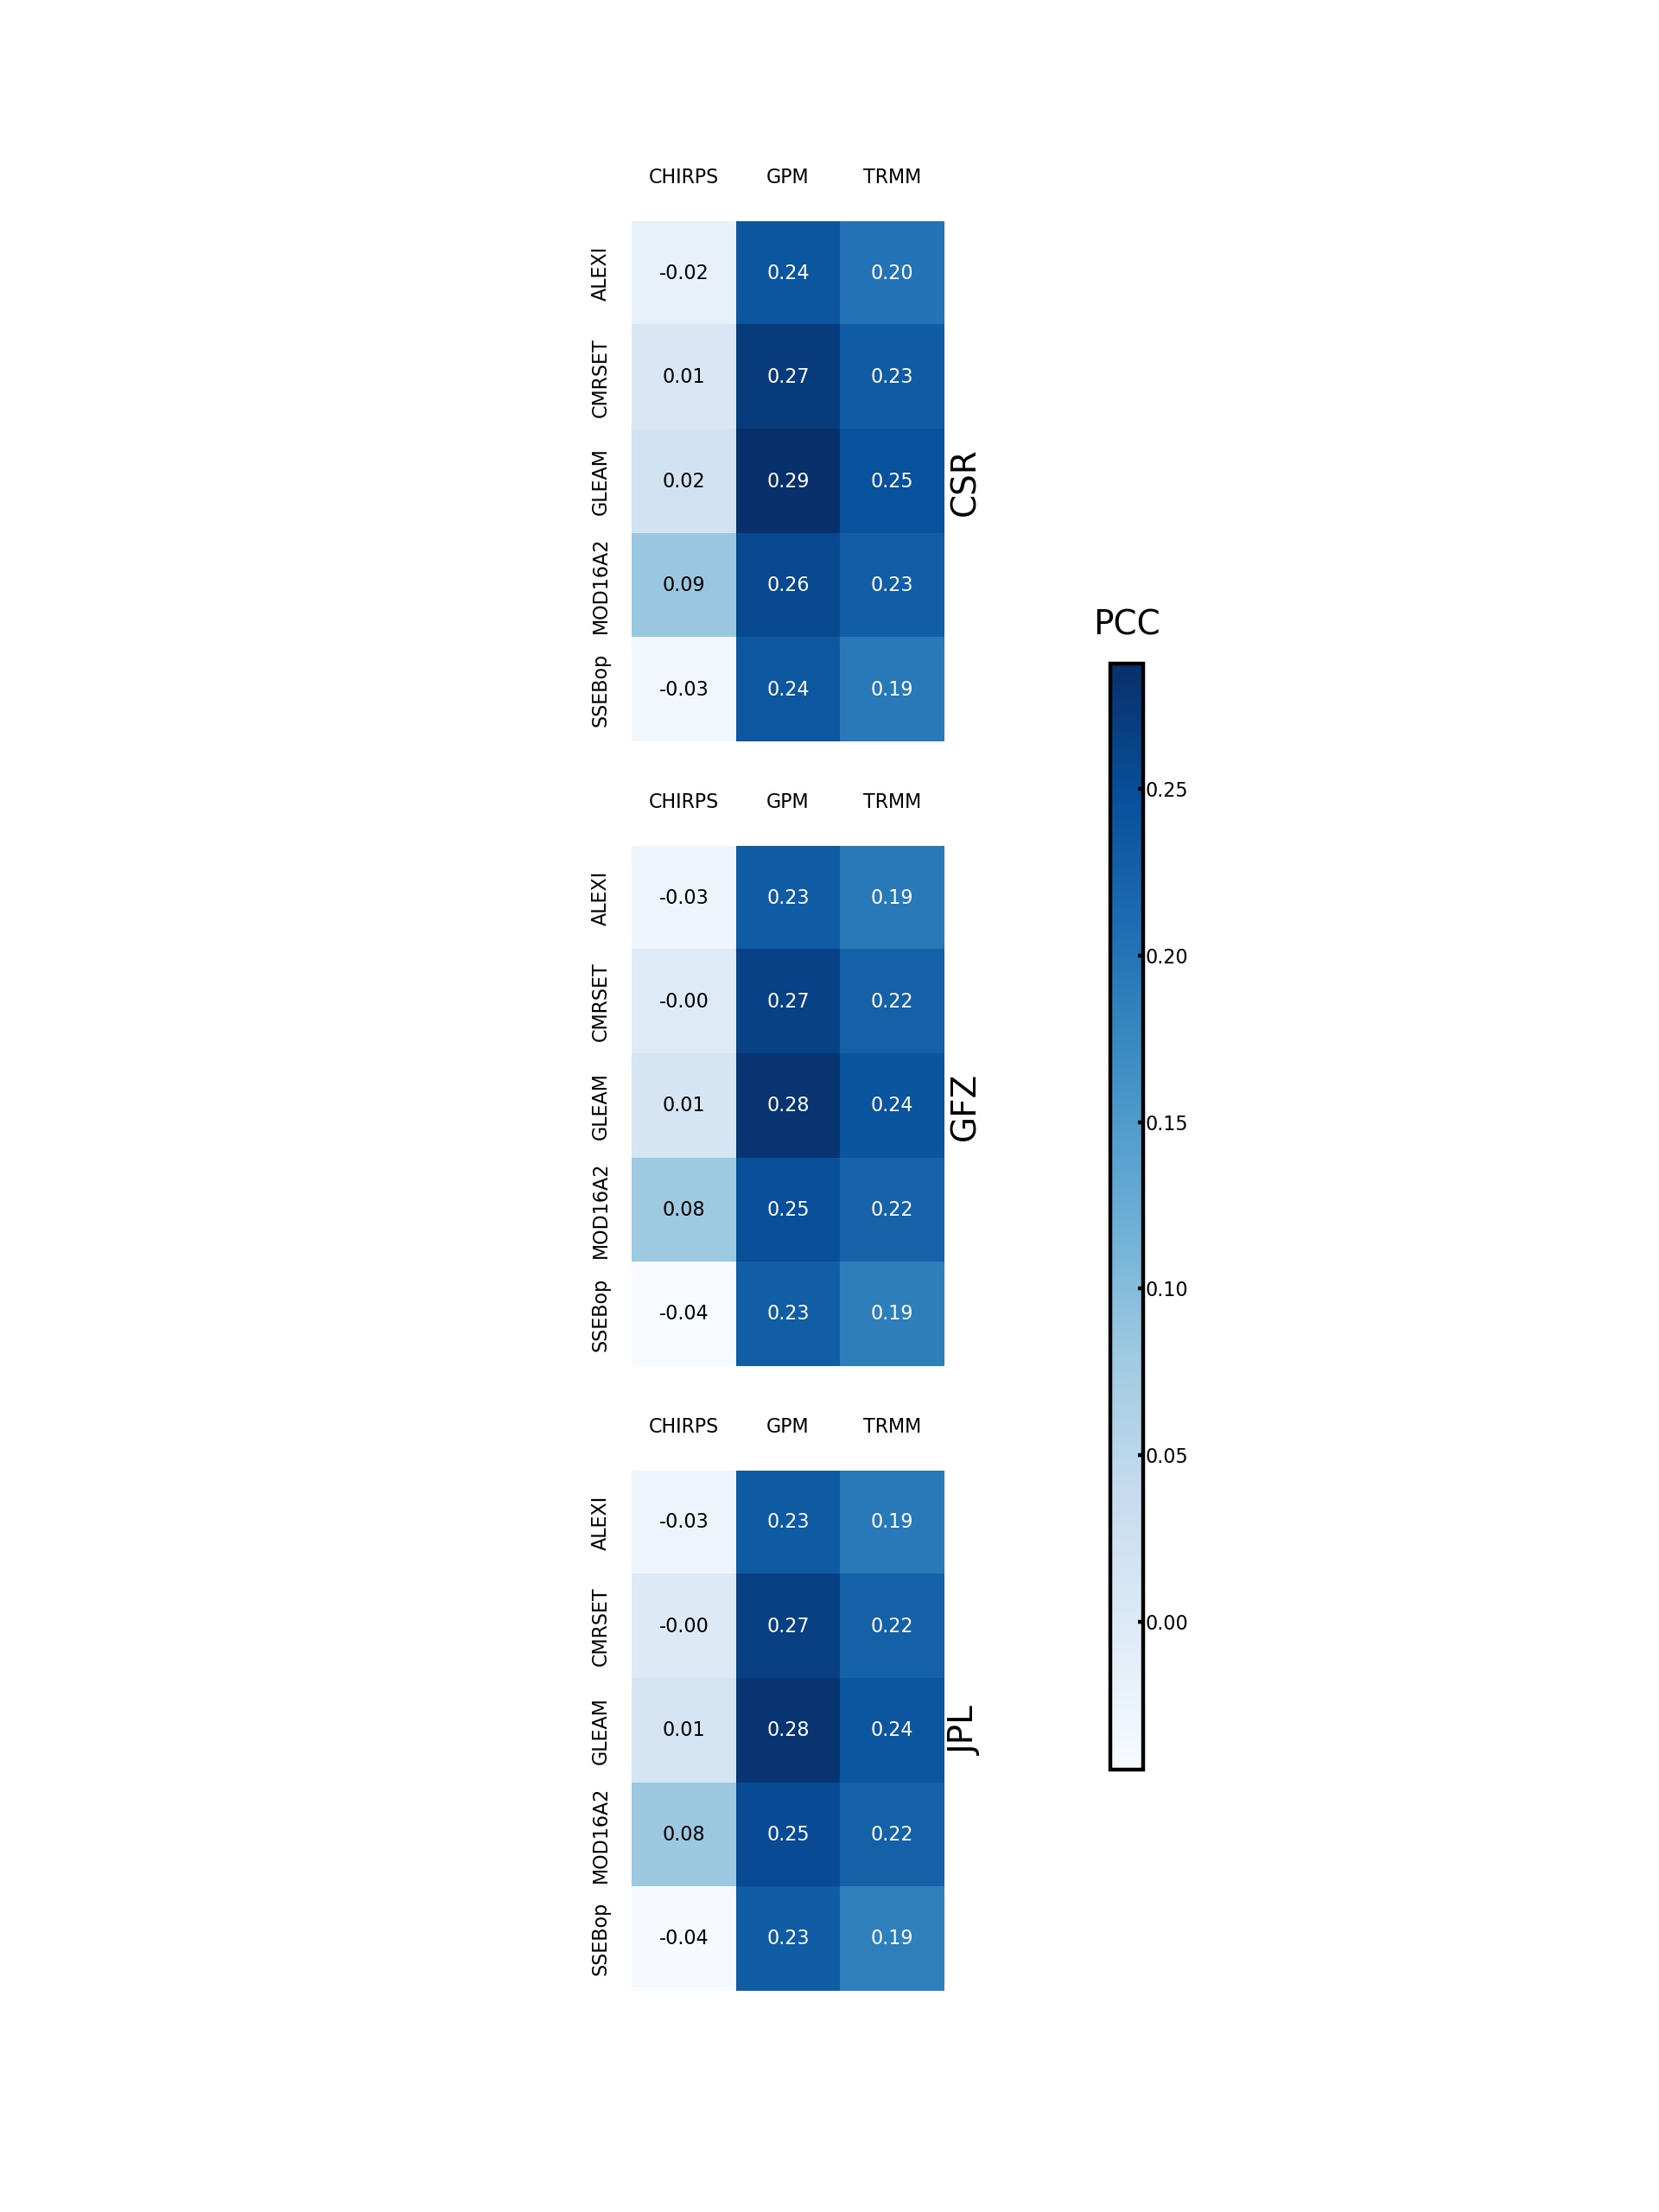 CHIRPS GPM TRMM
ALEXI -0.02 0.24 0.20
CMRSET 0.01 0.27 0.23
GLEAM 0.02 0.29 0.25
CSR
MOD16A2 0.09 0.26 0.23
SSEBop -0.03 0.24 0.19
CHIRPS GPM TRMM
ALEXI -0.03 0.23 0.19
CMRSET -0.00 0.27 0.22
GLEAM 0.01 0.28 0.24
GFZ
MOD16A2 0.08 0.25 0.22
SSEBop -0.04 0.23 0.19
CHIRPS GPM TRMM
ALEXI -0.03 0.23 0.19
CMRSET -0.00 0.27 0.22
GLEAM 0.01 0.28 0.24
JPL
MOD16A2 0.08 0.25 0.22
SSEBop -0.04 0.23 0.19
PCC
0.25
0.20
0.15
0.10
0.05
0.00